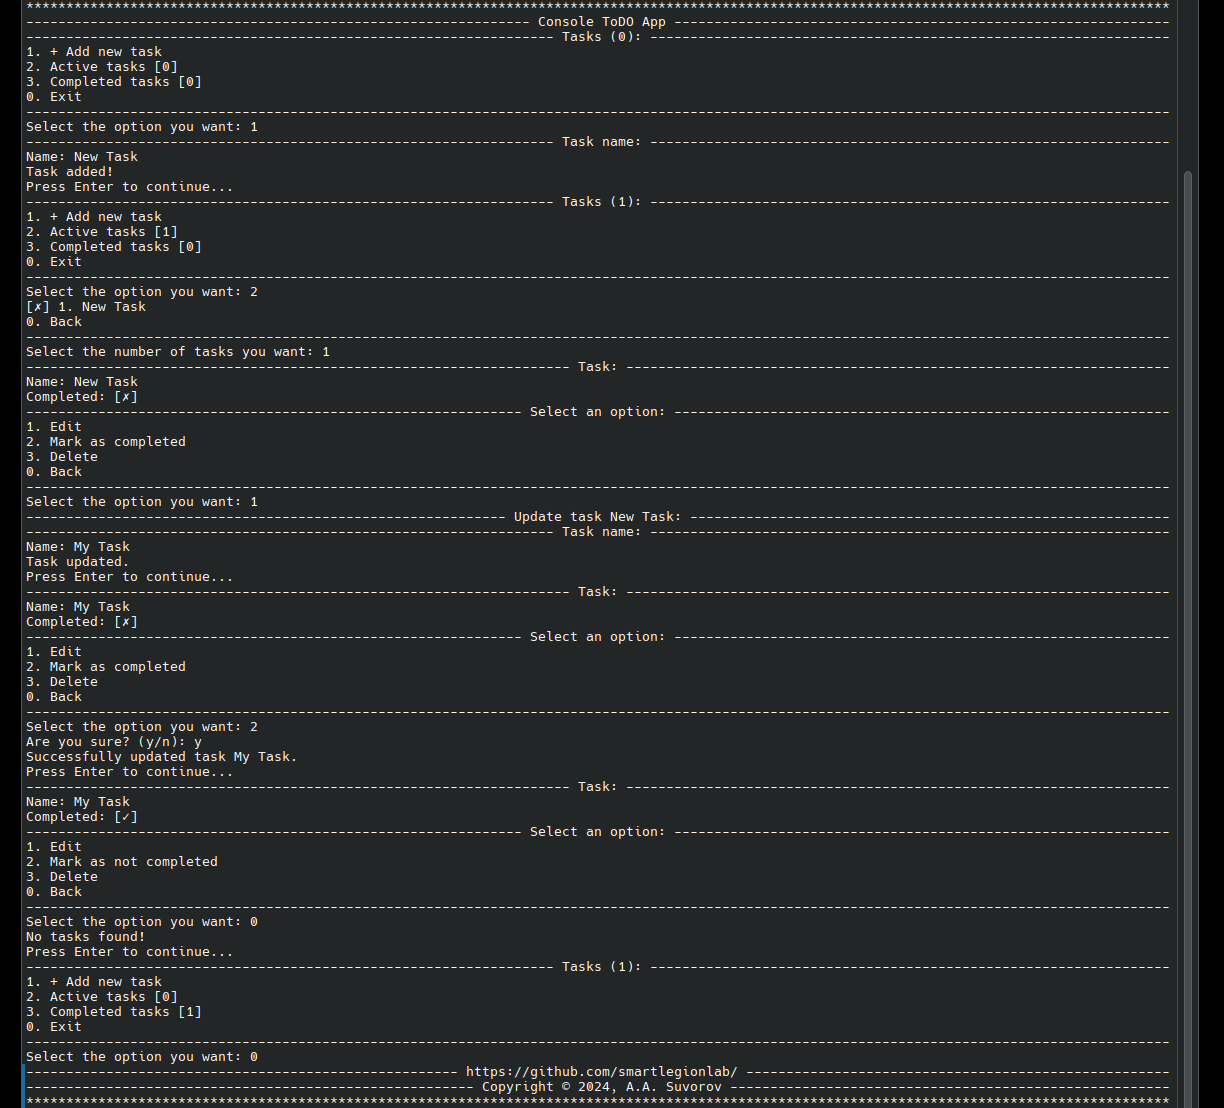 ****************************************************************************************************************************************
--------------------------------------------------------------- Console ToDO App --------------------------------------------------------------
------------------------------------------------------------------ Tasks (0): -----------------------------------------------------------------
1. + Add new task
2. Active tasks [0]
3. Completed tasks [0]
0. Exit
-----------------------------------------------------------------------------------------------------------------------------------------------
Select the option you want: 1
------------------------------------------------------------------ Task name: -----------------------------------------------------------------
Name: New Task
Task added!
Press Enter to continue...
------------------------------------------------------------------ Tasks (1): -----------------------------------------------------------------
1. + Add new task
2. Active tasks [1]
3. Completed tasks [0]
0. Exit
-----------------------------------------------------------------------------------------------------------------------------------------------
Select the option you want: 2
[✗] 1. New Task
0. Back
-----------------------------------------------------------------------------------------------------------------------------------------------
Select the number of tasks you want: 1
-------------------------------------------------------------------- Task: --------------------------------------------------------------------
Name: New Task
Completed: [✗]
-------------------------------------------------------------- Select an option: --------------------------------------------------------------
1. Edit
2. Mark as completed
3. Delete
0. Back
-----------------------------------------------------------------------------------------------------------------------------------------------
Select the option you want: 1
------------------------------------------------------------ Update task New Task: ------------------------------------------------------------
------------------------------------------------------------------ Task name: -----------------------------------------------------------------
Name: My Task
Task updated.
Press Enter to continue...
-------------------------------------------------------------------- Task: --------------------------------------------------------------------
Name: My Task
Completed: [✗]
-------------------------------------------------------------- Select an option: --------------------------------------------------------------
1. Edit
2. Mark as completed
3. Delete
0. Back
-----------------------------------------------------------------------------------------------------------------------------------------------
Select the option you want: 2
Are you sure? (y/n): y
Successfully updated task My Task.
Press Enter to continue...
-------------------------------------------------------------------- Task: --------------------------------------------------------------------
Name: My Task
Completed: [✓]
-------------------------------------------------------------- Select an option: --------------------------------------------------------------
1. Edit
2. Mark as not completed
3. Delete
0. Back
-----------------------------------------------------------------------------------------------------------------------------------------------
Select the option you want: 0
No tasks found!
Press Enter to continue...
------------------------------------------------------------------ Tasks (1): -----------------------------------------------------------------
1. + Add new task
2. Active tasks [0]
3. Completed tasks [1]
0. Exit
-----------------------------------------------------------------------------------------------------------------------------------------------
Select the option you want: 0
------------------------------------------------------ https://github.com/smartlegionlab/ -----------------------------------------------------
-------------------------------------------------------- Copyright © 2024, A.A. Suvorov -------------------------------------------------------
***********************************************************************************************************************************************